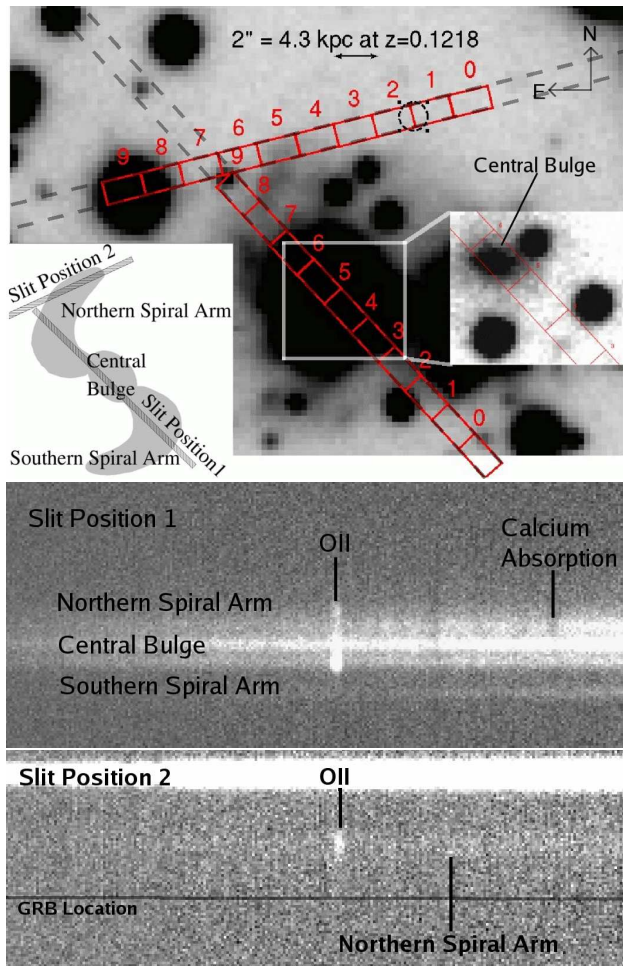 2" = 4.3 kpc at z=0.1218
N
E
0
1
2
3
4
5
6
7
8
9
9
8
7
6
5
4
3
2
1
0
Central Bulge
Slit Position 2
Northern Spiral Arm
Central
Bulge
Slit Position1
Southern Spiral Arm
Slit Position 1
OII
Calcium
Absorption
Northern Spiral Arm
Central Bulge
Southern Spiral Arm
Slit Position 2
OII
GRB Location
Northern Spiral Arm